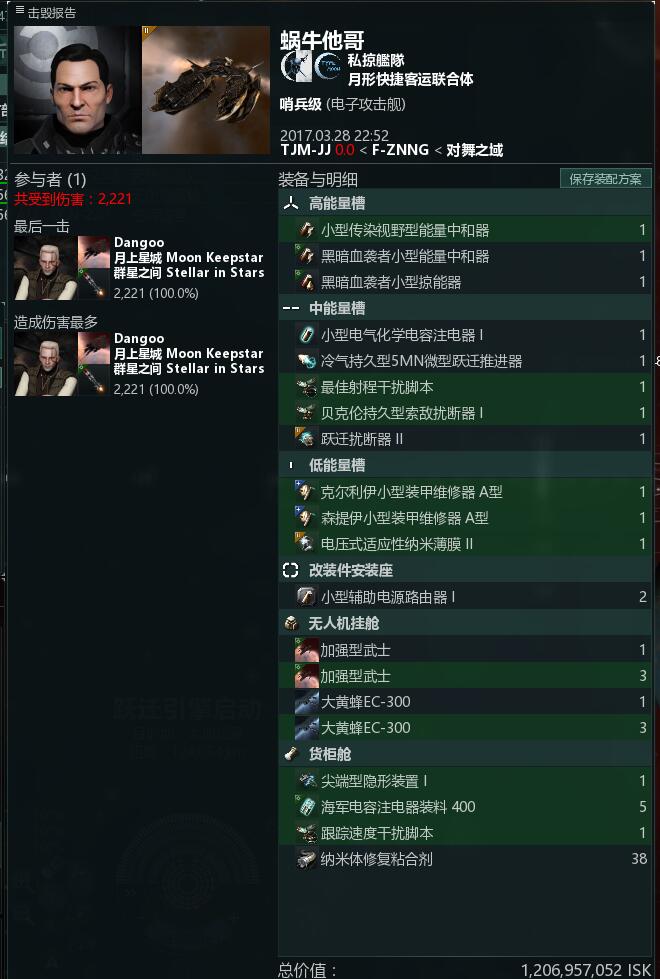 击毁报告
蜗牛他哥
私掠艦隊
月形快捷客运联合体
哨兵级 (电子攻击舰)
2017.03.28 22:52
TJM-JJ 0.0 < F-ZNNG < 对舞之域
参与者 (1)
共受到伤害：2,221
最后一击
Dangoo
月上星城 Moon Keepstar
群星之间 Stellar in Stars
2,221 (100.0%)
造成伤害最多
Dangoo
月上星城 Moon Keepstar
群星之间 Stellar in Stars
2,221 (100.0%)
装备与明细
保存装配方案
高能量槽
小型传染视野型能量中和器 1
黑暗血袭者小型能量中和器 1
黑暗血袭者小型掠能器 1
中能量槽
小型电气化学电容注电器 I 1
冷气持久型5MN微型跃迁推进器 1
最佳射程干扰脚本 1
贝克伦持久型索敌扰断器 I 1
跃迁扰断器 II 1
低能量槽
克尔利伊小型装甲维修器 A型 1
森提伊小型装甲维修器 A型 1
电压式适应性纳米薄膜 II 1
改装件安装座
小型辅助电源路由器 I 2
无人机挂舱
加强型武士 1
加强型武士 3
大黄蜂EC-300 1
大黄蜂EC-300 3
货柜舱
尖端型隐形装置 I 1
海军电容注电器装料 400 5
跟踪速度干扰脚本 1
纳米体修复粘合剂 38
总价值： 1,206,957,052 ISK
跃迁引擎启动